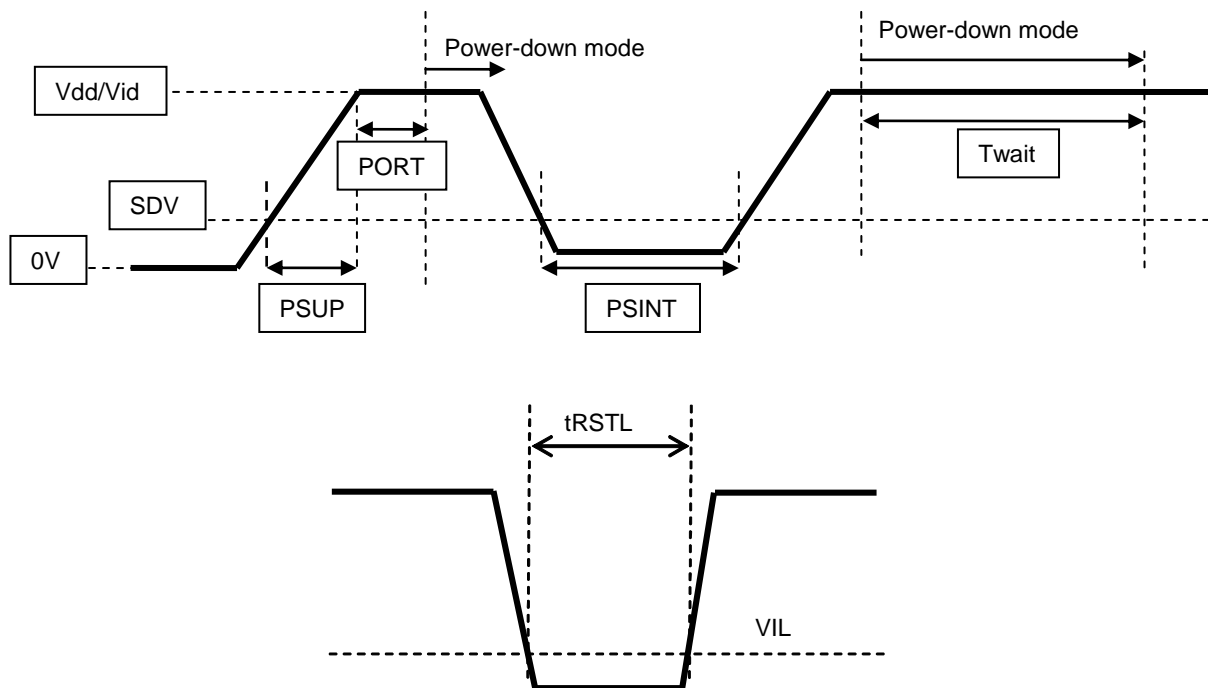 Power-down mode
Power-down mode
Vdd/Vid
PORT
Twait
SDV
0V
PSUP
PSINT
tRSTL
VIL